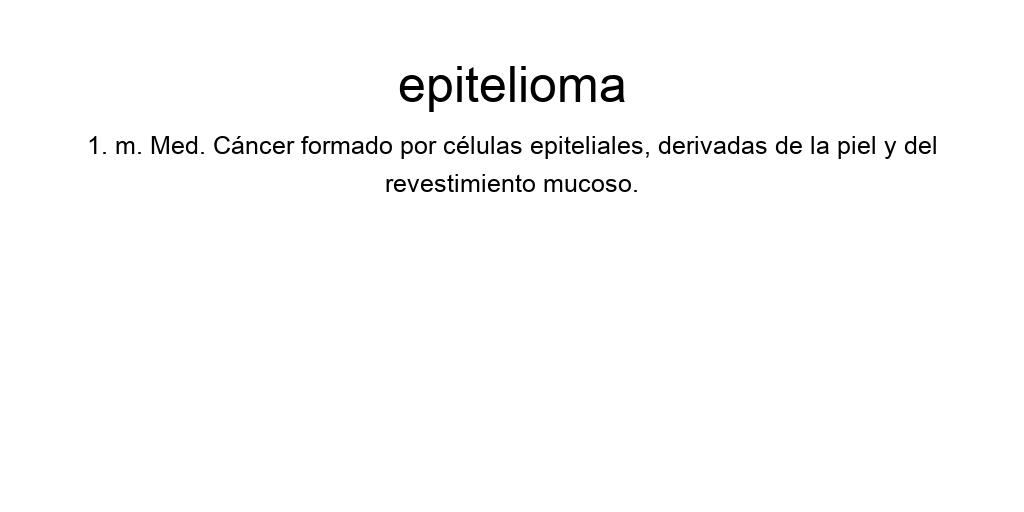 epitelioma
1. m. Med. Cáncer formado por células epiteliales, derivadas de la piel y del
revestimiento mucoso.